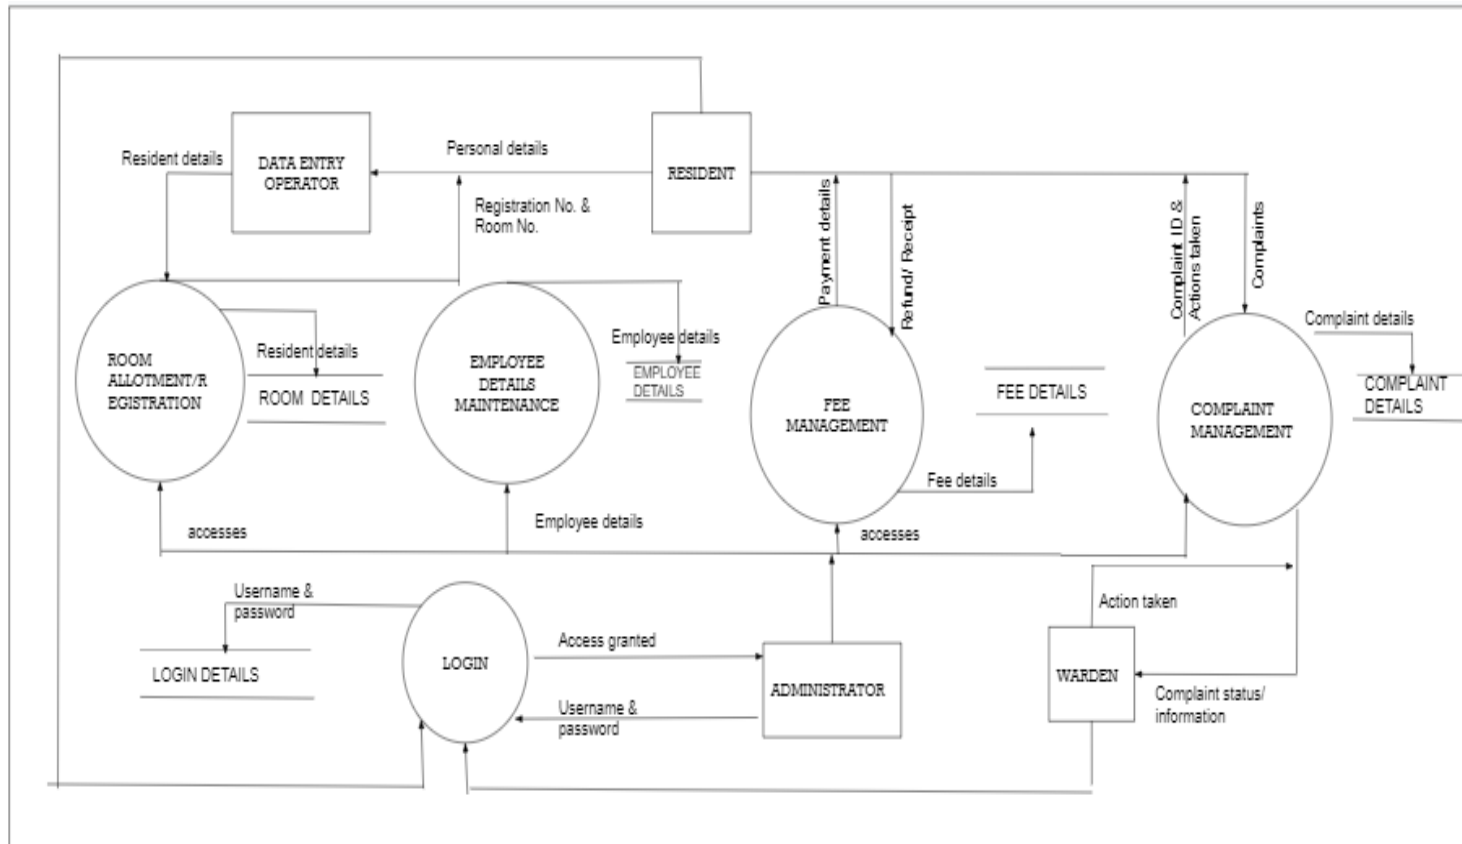 Resident details
DATA ENTRY
OPERATOR
Personal details
RESIDENT
Registration No. &
Room No.
Payment details
Refund/ Receipt
Complaint ID &
Actions taken
Complaints
ROOM
ALLOTMENT/R
EGISTRATION
Resident details
ROOM DETAILS
EMPLOYEE
DETAILS
MAINTENANCE
Employee details
EMPLOYEE
DETAILS
FEE
MANAGEMENT
FEE DETAILS
Fee details
COMPLAINT
MANAGEMENT
Complaint details
COMPLAINT
DETAILS
accesses
Employee details
accesses
Username &
password
LOGIN DETAILS
LOGIN
Access granted
Username &
password
ADMINISTRATOR
Action taken
WARDEN
Complaint status/
information